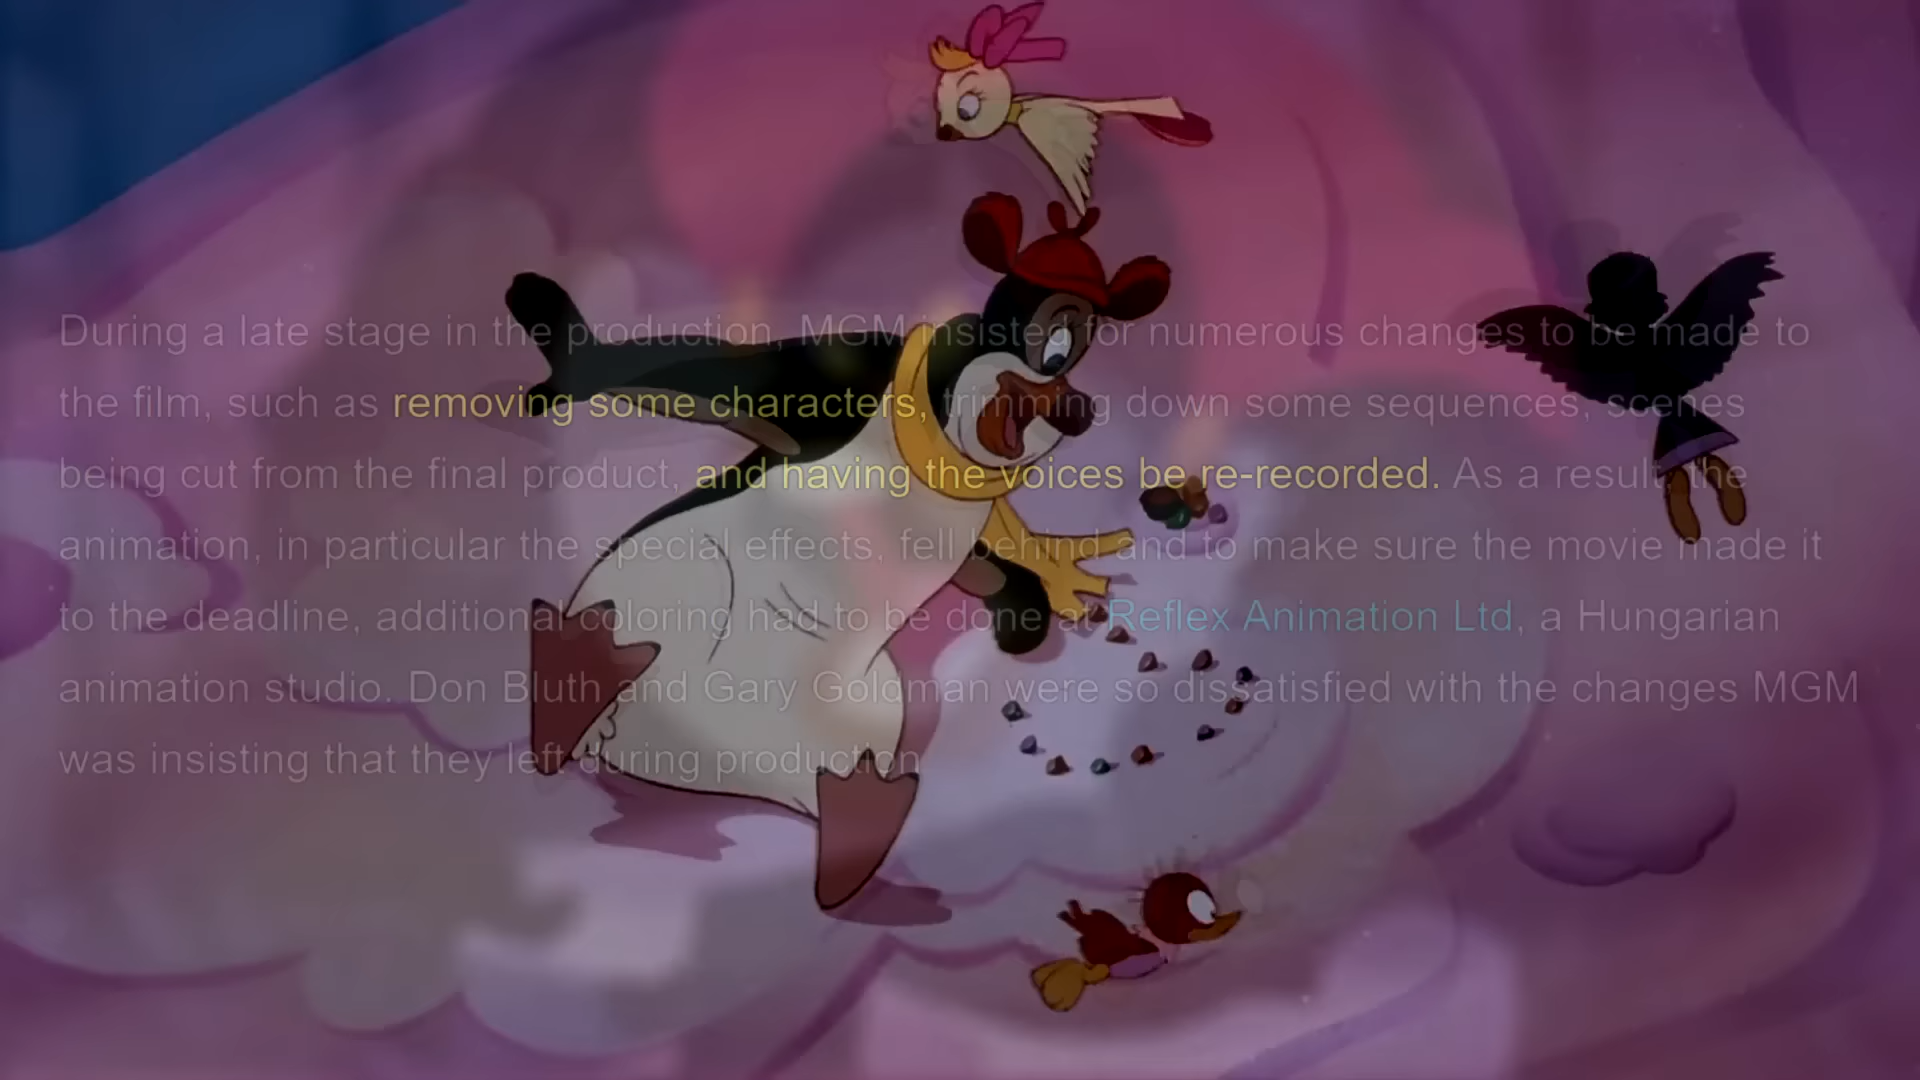 During a late stage in the production, MGM insisted for numerous changes to be made to
the film, such as removing some characters, trimming down some sequences, scenes
being cut from the final product, and having the voices be re-recorded. As a result, the
animation, in particular the special effects, fell behind and to make sure the movie made it
to the deadline, additional coloring had to be done at Reflex Animation Ltd, a Hungarian
animation studio. Don Bluth and Gary Goldman were so dissatisfied with the changes MGM
was insisting that they left during production.